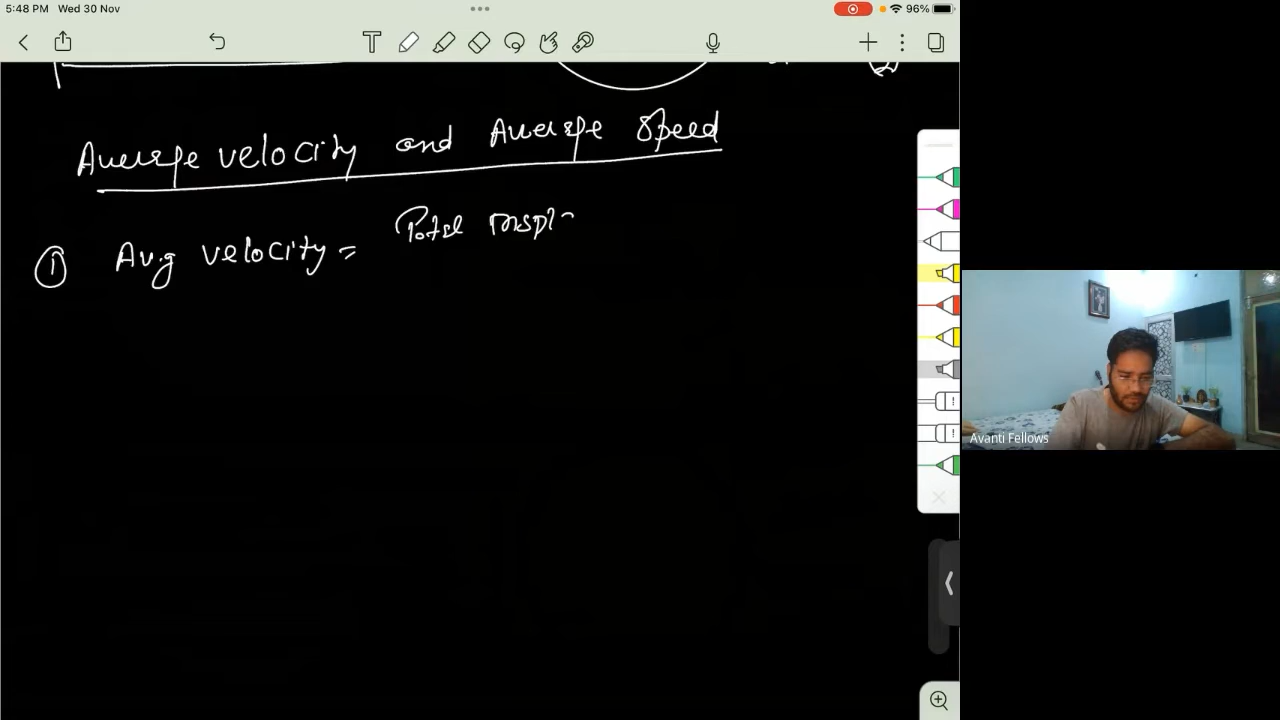 5:48 PM Wed 30 Nov
96%
T
Average velocity and Average Speed
① Avg velocity = Total Displ
Avanti Fellows